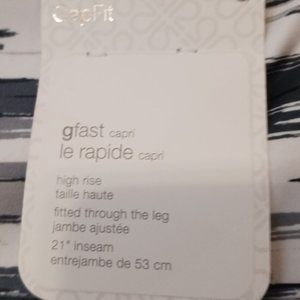 GapFit
gfast capri
le rapide capri
high rise
taille haute
fitted through the leg
jambe ajustée
21" inseam
entrejambe de 53 cm